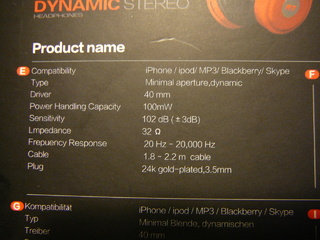 DYNAMIC STEREO
HEADPHONES
Product name
E Compatibility iPhone / ipod/ MP3/ Blackberry/ Skype F
Type Minimal aperture,dynamic
Driver 40 mm
Power Handling Capacity 100mW
Sensitivity 102 dB ( ±3dB)
Lmpedance 32 Ω
Frepuency Response 20 Hz - 20,000 Hz
Cable 1.8 - 2.2 m cable
Plug 24k gold-plated,3.5mm
G Kompatibilität iPhone / ipod / MP3 / Blackberry / Skype I
Typ Minimal Blende, dynamischen
Treiber 40 mm